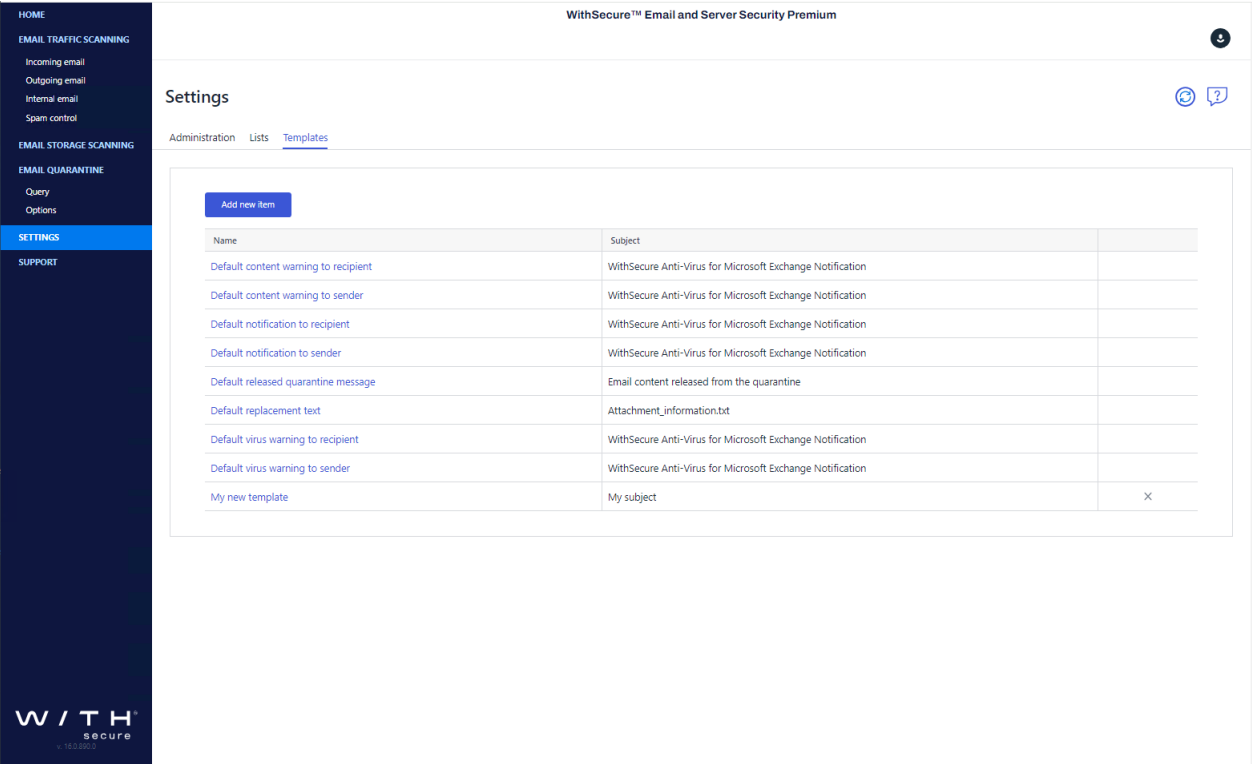 HOME
WithSecure™ Email and Server Security Premium
EMAIL TRAFFIC SCANNING
Incoming email
Outgoing email
Internal email
Spam control
EMAIL STORAGE SCANNING
EMAIL QUARANTINE
Query
Options
SETTINGS
SUPPORT
Settings
Administration Lists Templates
Add new item
Name Subject
Default content warning to recipient WithSecure Anti-Virus for Microsoft Exchange Notification
Default content warning to sender WithSecure Anti-Virus for Microsoft Exchange Notification
Default notification to recipient WithSecure Anti-Virus for Microsoft Exchange Notification
Default notification to sender WithSecure Anti-Virus for Microsoft Exchange Notification
Default released quarantine message Email content released from the quarantine
Default replacement text Attachment_information.txt
Default virus warning to recipient WithSecure Anti-Virus for Microsoft Exchange Notification
Default virus warning to sender WithSecure Anti-Virus for Microsoft Exchange Notification
My new template My subject
W/TH®
secure